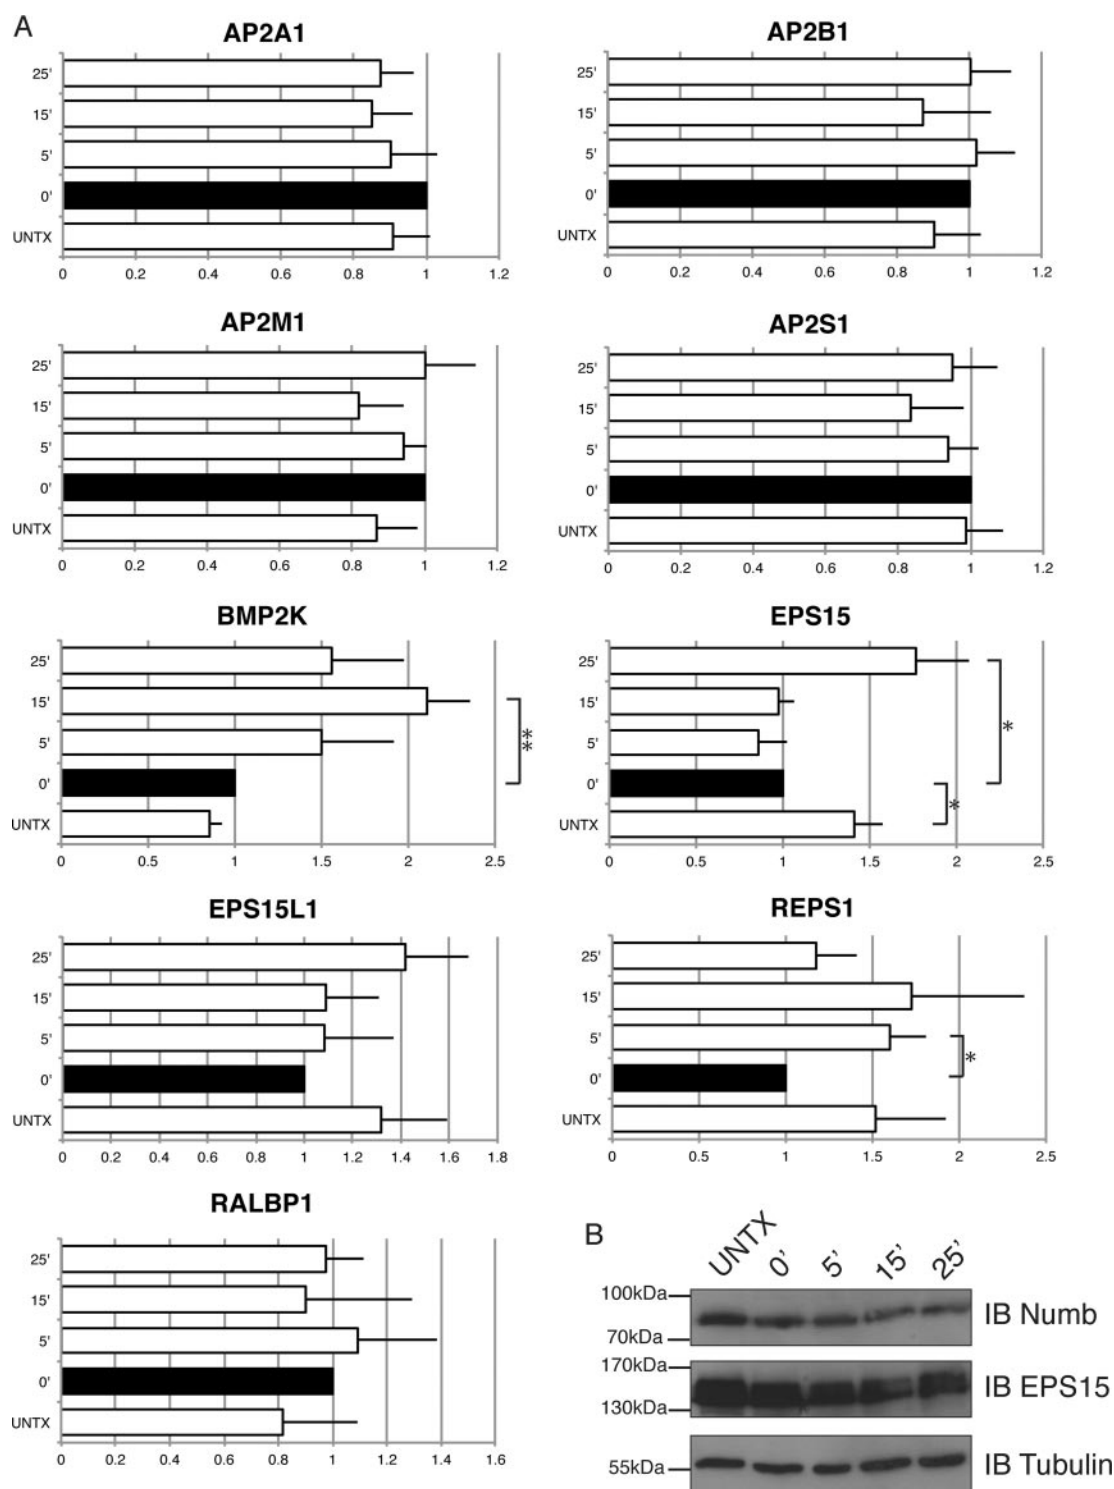 A
AP2A1
25'
15'
5'
0'
UNTX
0 0.2 0.4 0.6 0.8 1 1.2
AP2B1
25'
15'
5'
0'
UNTX
0 0.2 0.4 0.6 0.8 1 1.2
AP2M1
25'
15'
5'
0'
UNTX
0 0.2 0.4 0.6 0.8 1 1.2
AP2S1
25'
15'
5'
0'
UNTX
0 0.2 0.4 0.6 0.8 1 1.2
BMP2K
25'
15'
5'
0'
UNTX
**
0 0.5 1 1.5 2 2.5
EPS15
25'
15'
5'
0'
UNTX
*
*
0 0.5 1 1.5 2 2.5
EPS15L1
25'
15'
5'
0'
UNTX
0 0.2 0.4 0.6 0.8 1 1.2 1.4 1.6 1.8
REPS1
25'
15'
5'
0'
UNTX
*
0 0.5 1 1.5 2 2.5
RALBP1
25'
15'
5'
0'
UNTX
0 0.2 0.4 0.6 0.8 1 1.2 1.4 1.6
B
UNTX 0' 5' 15' 25'
100kDa
70kDa
IB Numb
170kDa
130kDa
IB EPS15
55kDa
IB Tubulin